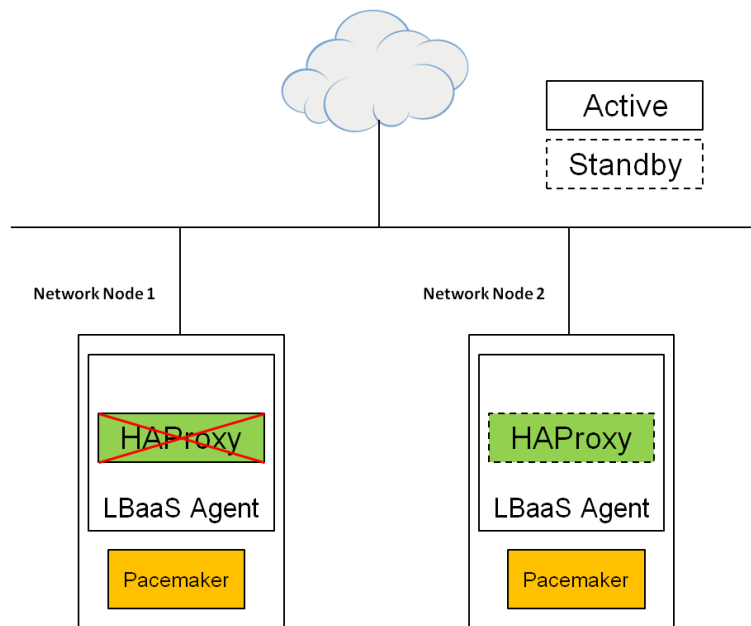 Active
Standby
Network Node 1
Network Node 2
HAProxy
HAProxy
LBaaS Agent
LBaaS Agent
Pacemaker
Pacemaker